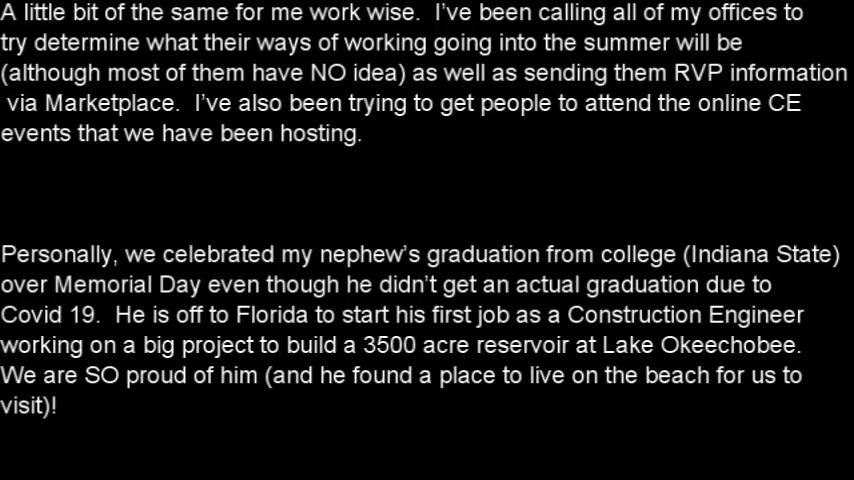 A little bit of the same for me work wise.  I’ve been calling all of my offices to
try determine what their ways of working going into the summer will be
(although most of them have NO idea) as well as sending them RVP information
via Marketplace.  I’ve also been trying to get people to attend the online CE
events that we have been hosting.
Personally, we celebrated my nephew’s graduation from college (Indiana State)
over Memorial Day even though he didn’t get an actual graduation due to
Covid 19.  He is off to Florida to start his first job as a Construction Engineer
working on a big project to build a 3500 acre reservoir at Lake Okeechobee.
We are SO proud of him (and he found a place to live on the beach for us to
visit)!